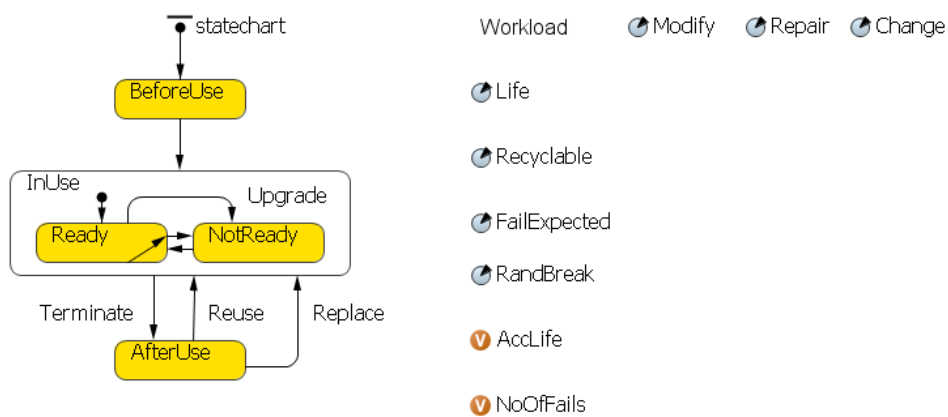 statechart
BeforeUse
InUse
Upgrade
Ready
NotReady
Terminate
Reuse
Replace
AfterUse
Workload
Modify
Repair
Change
Life
Recyclable
FailExpected
RandBreak
V AccLife
V NoOfFails